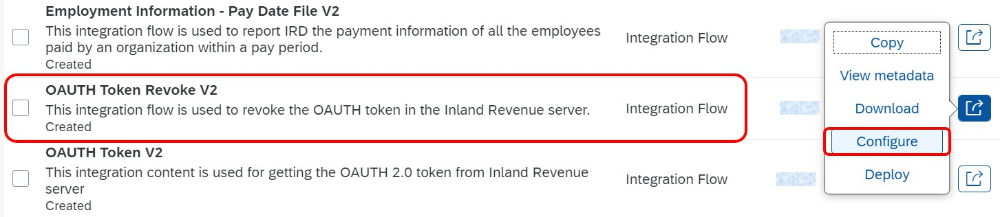 Employment Information - Pay Date File V2
This integration flow is used to report IRD the payment information of all the employees
paid by an organization within a pay period.
Created
Integration Flow
OAUTH Token Revoke V2
This integration flow is used to revoke the OAUTH token in the Inland Revenue server.
Created
Integration Flow
OAUTH Token V2
This integration content is used for getting the OAUTH 2.0 token from Inland Revenue
server
Created
Integration Flow
Copy
View metadata
Download
Configure
Deploy